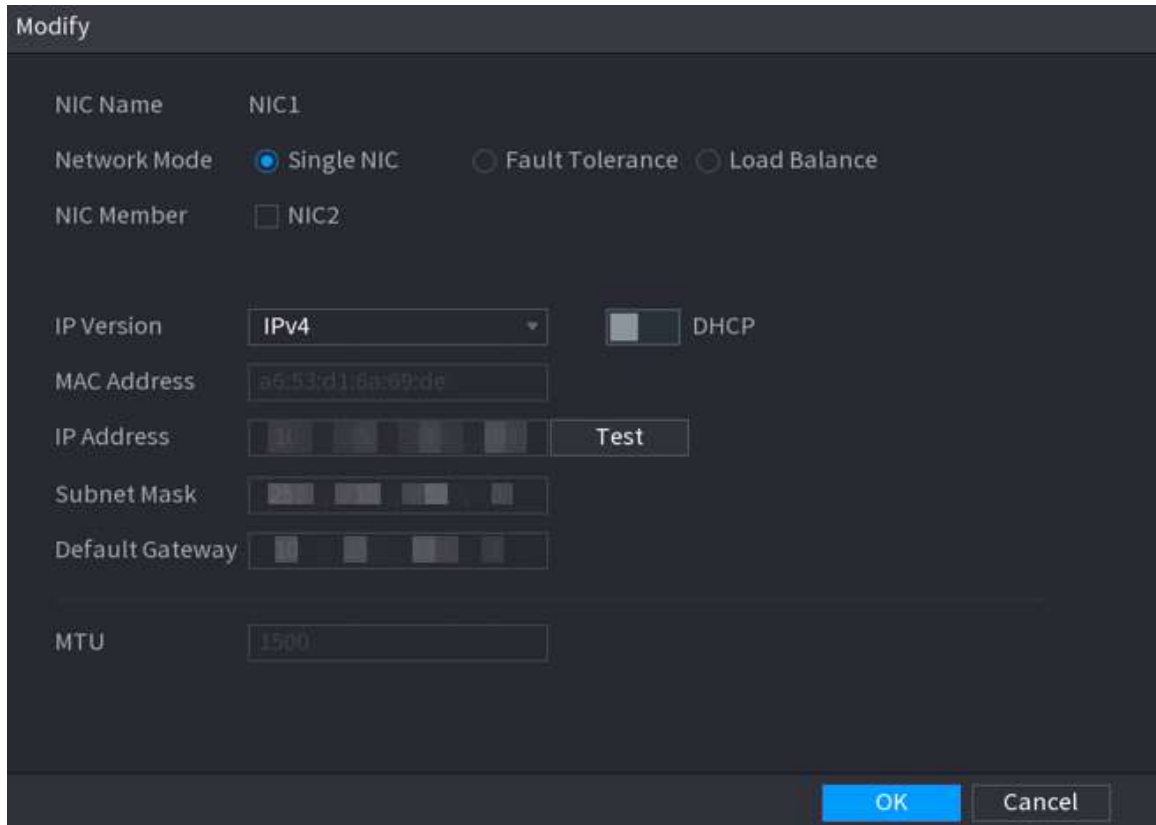 Modify
NIC Name NIC1
Network Mode Single NIC Fault Tolerance Load Balance
NIC Member NIC2
IP Version IPv4 DHCP
MAC Address a6:53:d1:6a:69:de
IP Address Test
Subnet Mask
Default Gateway
MTU 1500
OK Cancel